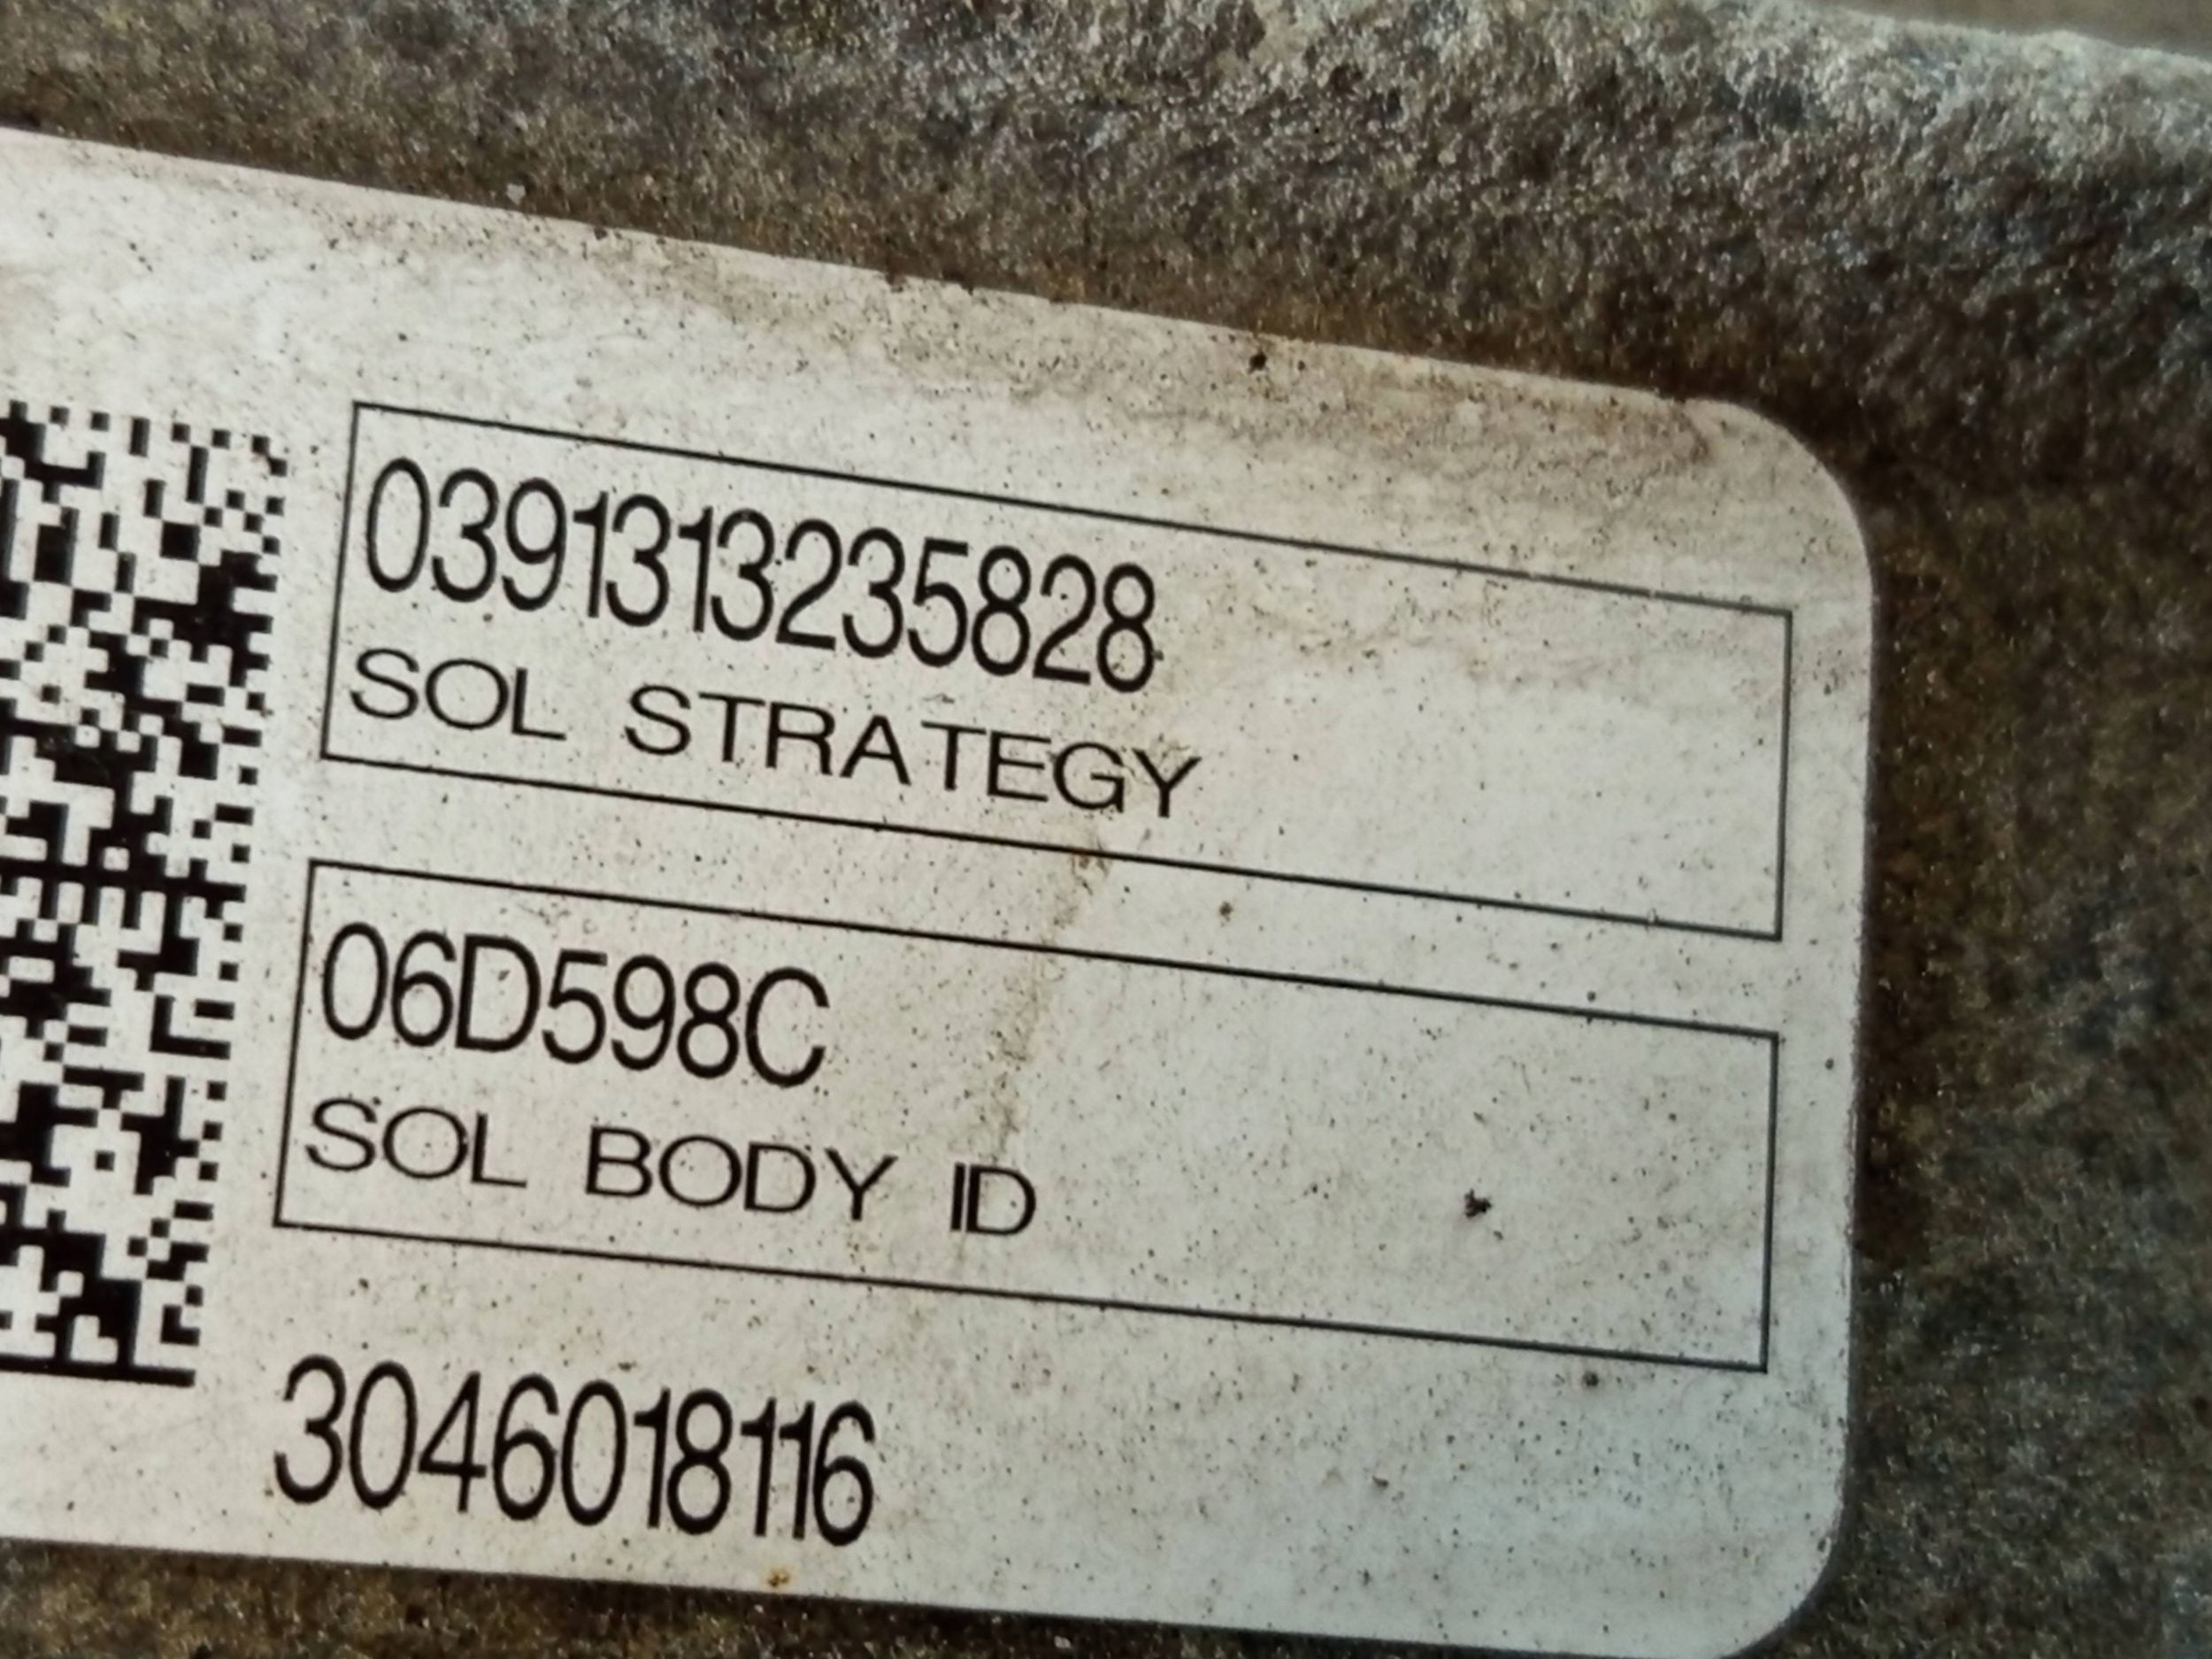 0391313235828
SOL STRATEGY
06D598C
SOL BODY ID
3046018116